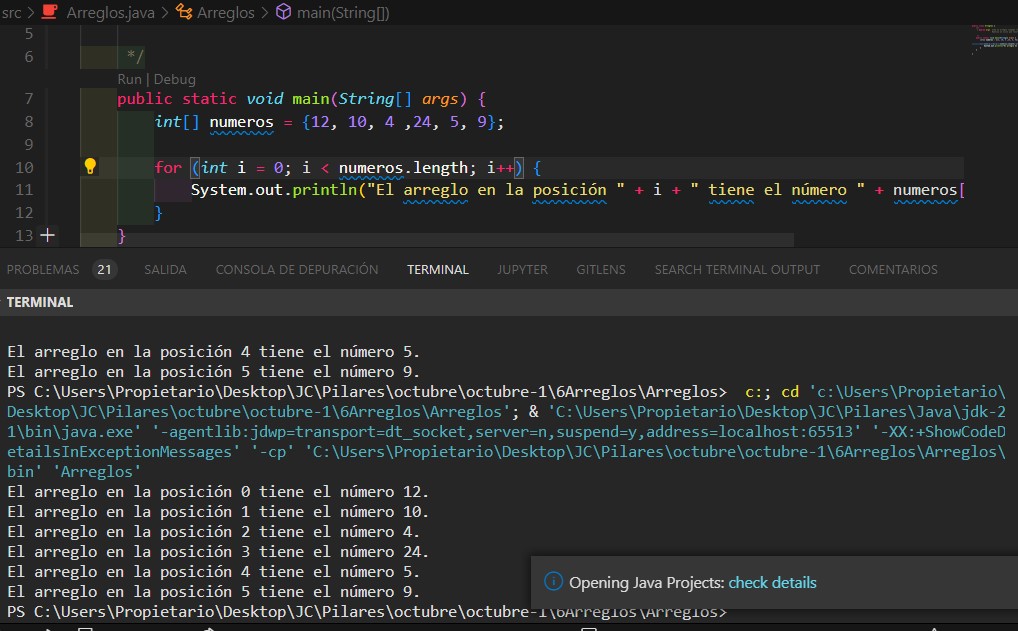 src > Arreglos.java > Arreglos > main(String[])
5
6 */
Run | Debug
7 public static void main(String[] args) {
8 int[] numeros = {12, 10, 4 ,24, 5, 9};
9
10 for (int i = 0; i < numeros.length; i++) {
11 System.out.println("El arreglo en la posición " + i + " tiene el número " + numeros[
12 }
13 }
PROBLEMAS 21 SALIDA CONSOLA DE DEPURACIÓN TERMINAL JUPYTER GITLENS SEARCH TERMINAL OUTPUT COMENTARIOS
TERMINAL
El arreglo en la posición 4 tiene el número 5.
El arreglo en la posición 5 tiene el número 9.
PS C:\Users\Propietario\Desktop\JC\Pilares\octubre\octubre-1\6Arreglos\Arreglos>  c:; cd 'c:\Users\Propietario\
Desktop\JC\Pilares\octubre\octubre-1\6Arreglos\Arreglos'; & 'C:\Users\Propietario\Desktop\JC\Pilares\Java\jdk-2
1\bin\java.exe' '-agentlib:jdwp=transport=dt_socket,server=n,suspend=y,address=localhost:65513' '-XX:+ShowCodeD
etailsInExceptionMessages' '-cp' 'C:\Users\Propietario\Desktop\JC\Pilares\octubre\octubre-1\6Arreglos\Arreglos\
bin' 'Arreglos'
El arreglo en la posición 0 tiene el número 12.
El arreglo en la posición 1 tiene el número 10.
El arreglo en la posición 2 tiene el número 4.
El arreglo en la posición 3 tiene el número 24.
El arreglo en la posición 4 tiene el número 5.
El arreglo en la posición 5 tiene el número 9.
Opening Java Projects: check details
PS C:\Users\Propietario\Desktop\JC\Pilares\octubre\octubre-1\6Arreglos\Arreglos>